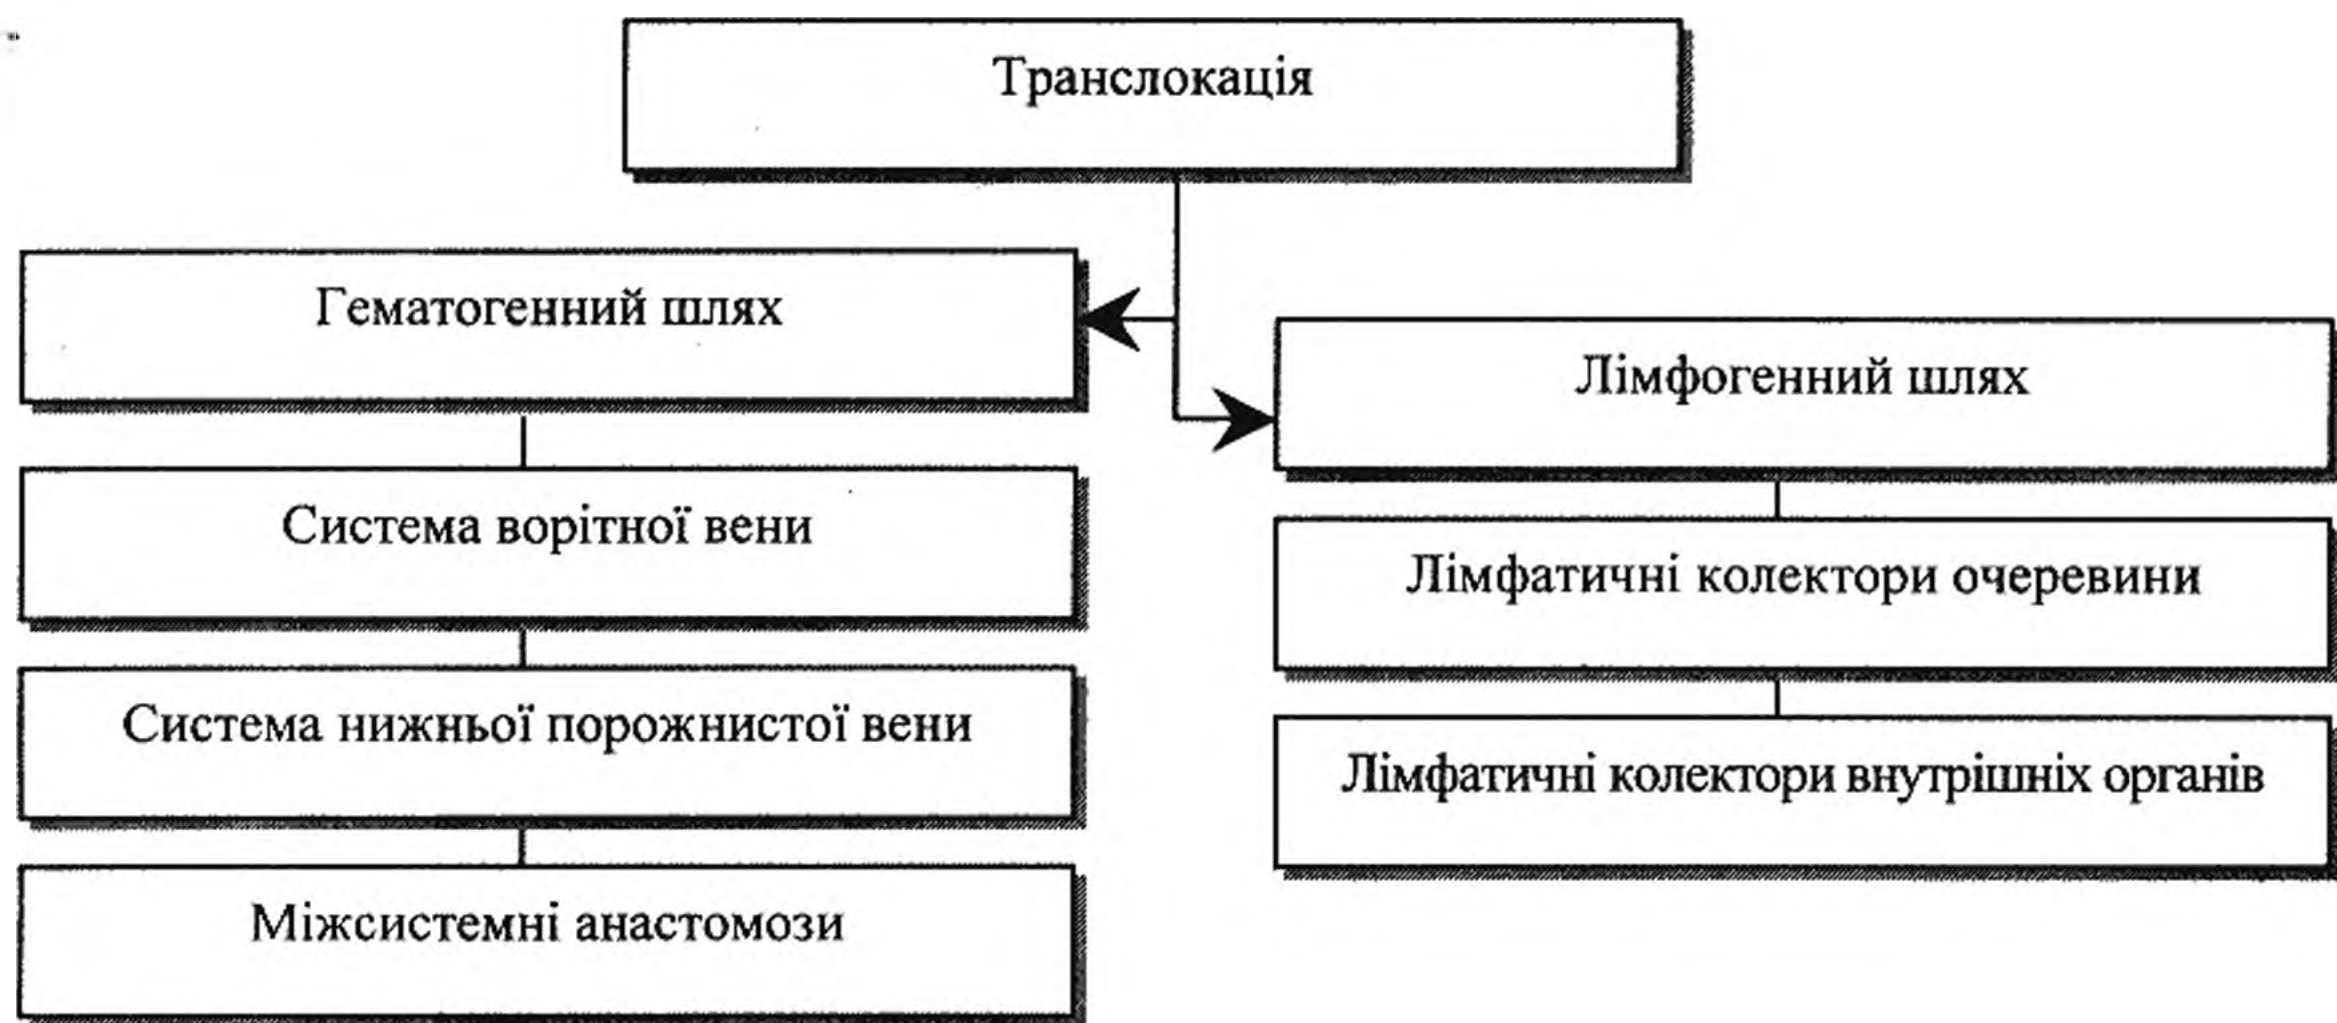 Транслокація
Гематогенний шлях
Система ворітної вени
Система нижньої порожнистої вени
Міжсистемні анастомози
Лімфогенний шлях
Лімфатичні колектори очеревини
Лімфатичні колектори внутрішніх органів